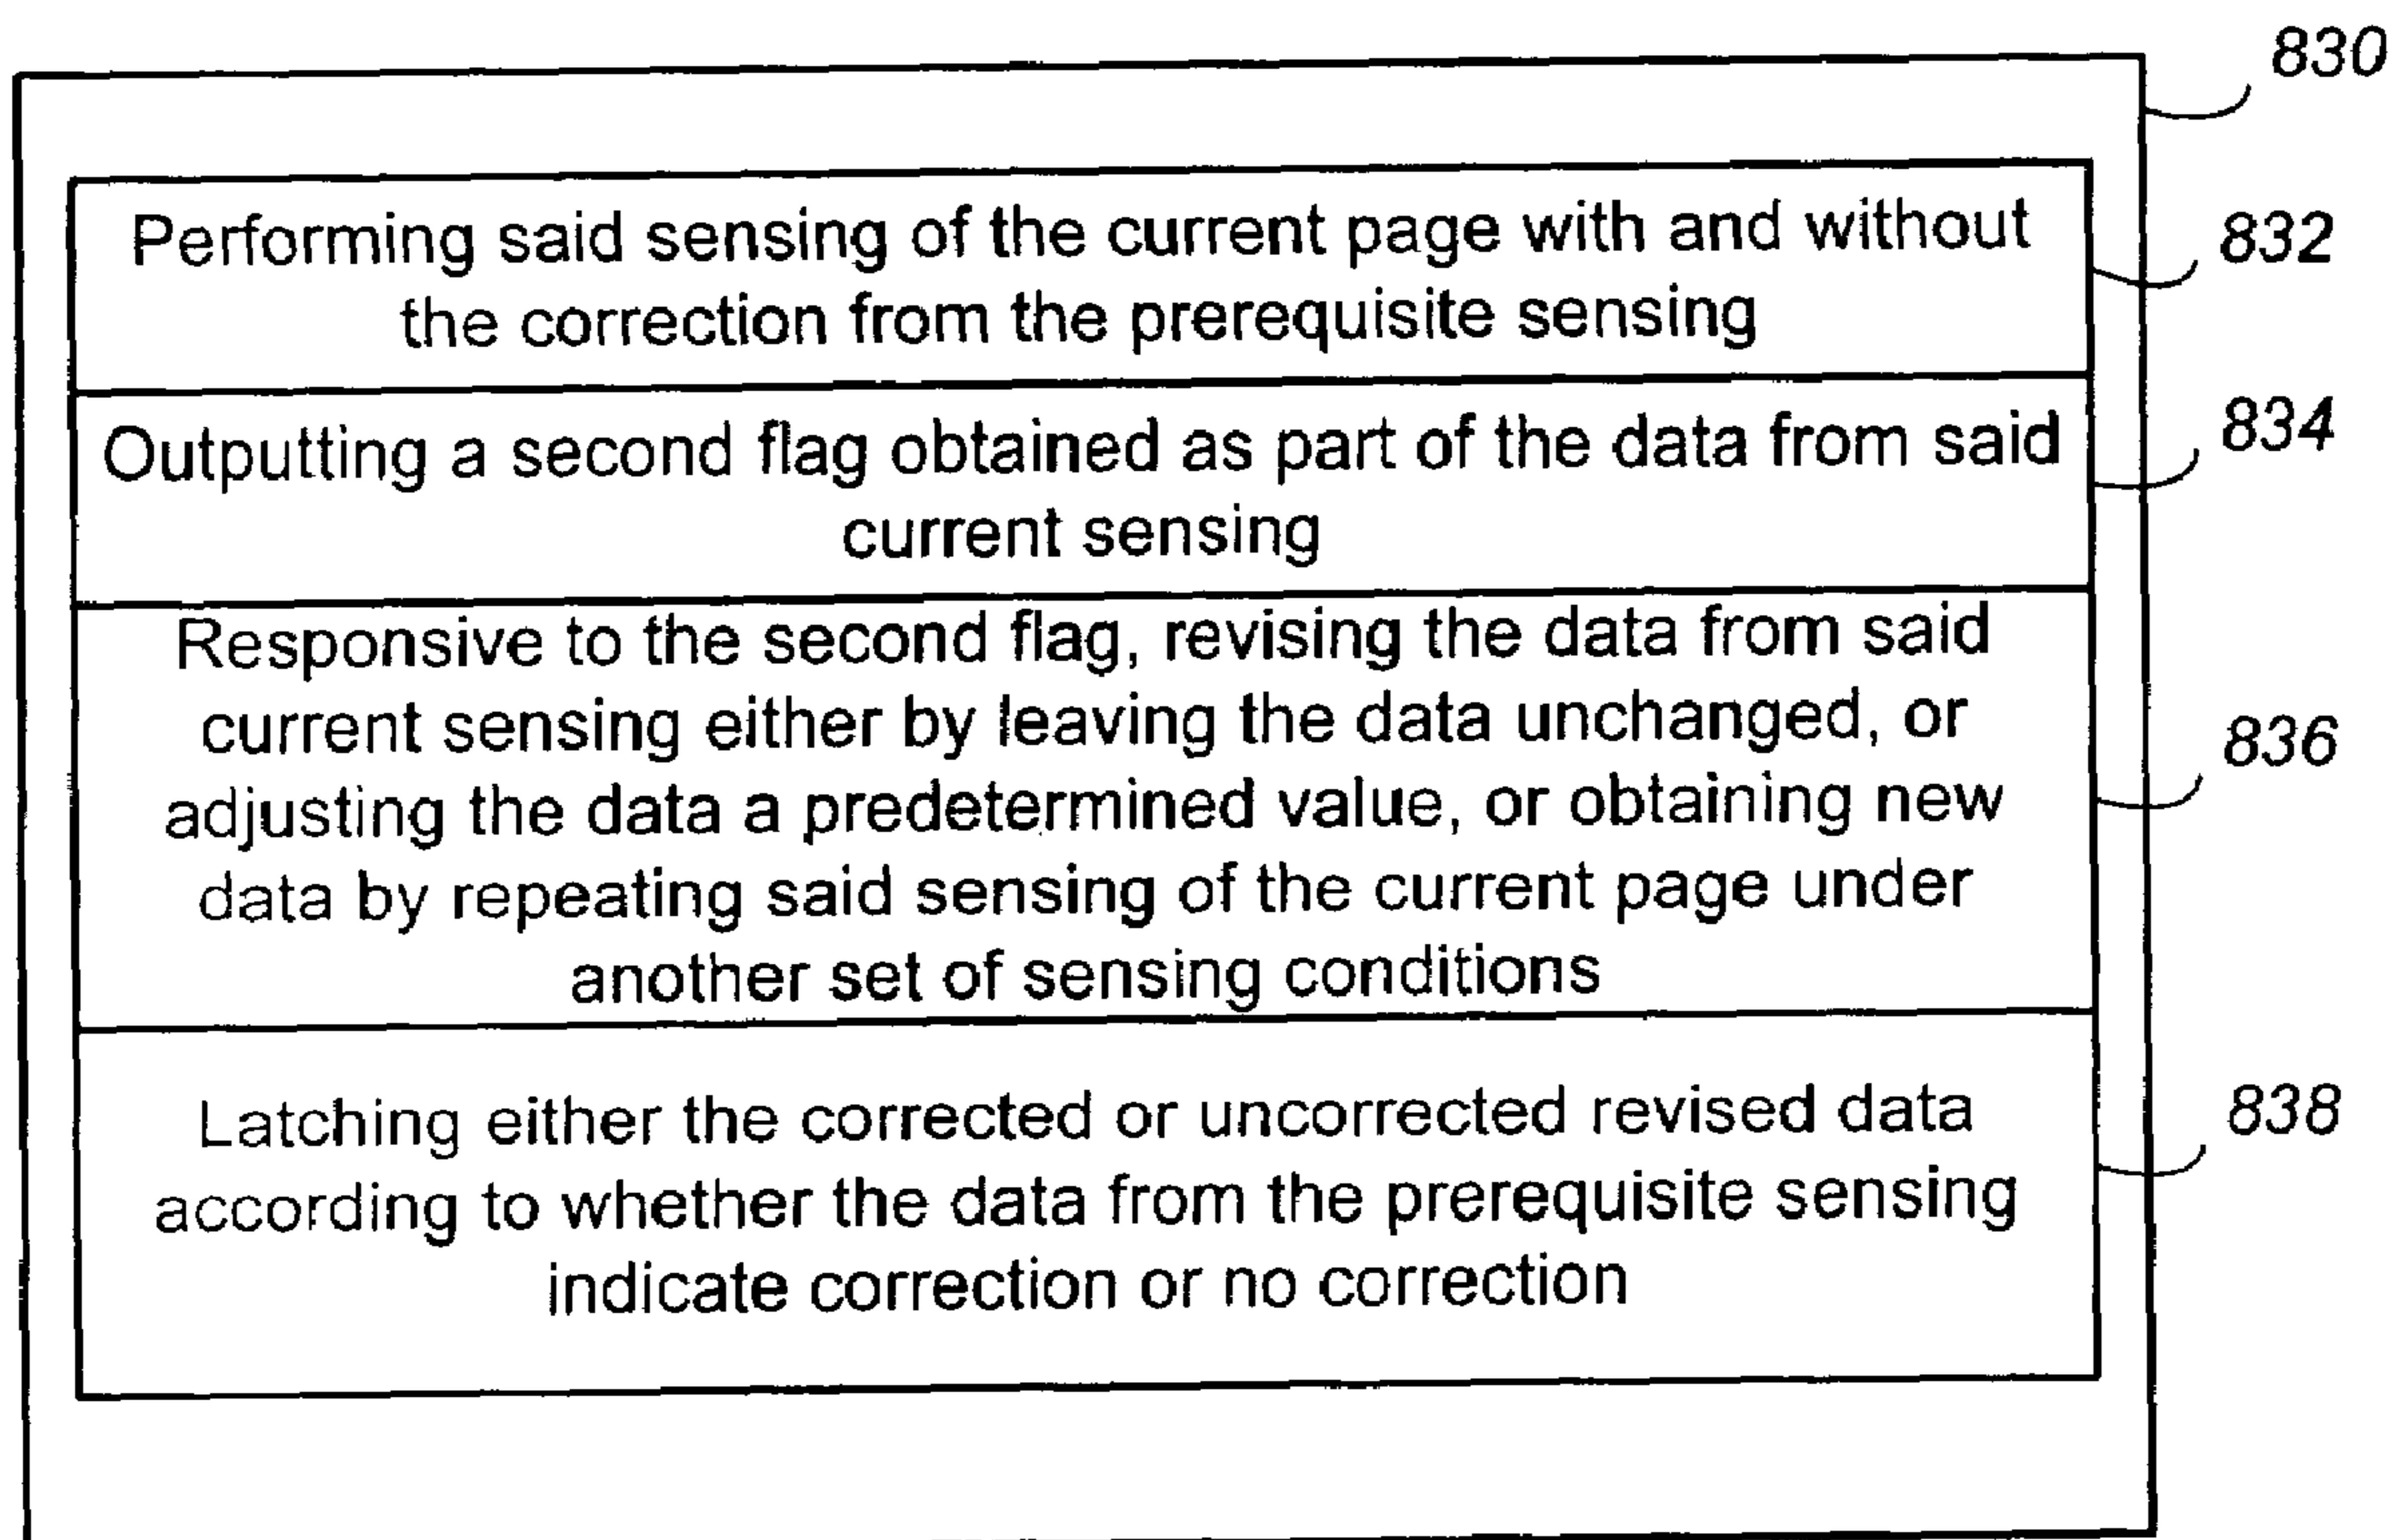 830
Performing said sensing of the current page with and without
the correction from the prerequisite sensing
832
Outputting a second flag obtained as part of the data from said
current sensing
834
Responsive to the second flag, revising the data from said
current sensing either by leaving the data unchanged, or
adjusting the data a predetermined value, or obtaining new
data by repeating said sensing of the current page under
another set of sensing conditions
836
Latching either the corrected or uncorrected revised data
according to whether the data from the prerequisite sensing
indicate correction or no correction
838